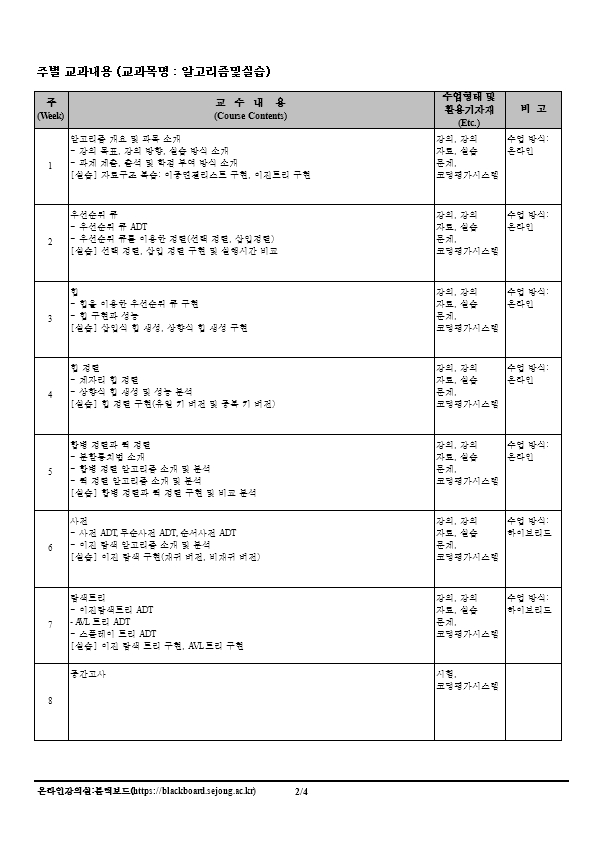 주별 교과내용 (교과목명 : 알고리즘및실습)
주
(Week)
교 수 내 용
(Course Contents)
수업형태 및
활용기자재
(Etc.)
비 고
1
알고리즘 개요 및 과목 소개
- 강의 목표, 강의 방향, 실습 방식 소개
- 과제 제출, 출석 및 학점 부여 방식 소개
[실습] 자료구조 복습: 이중연결리스트 구현, 이진트리 구현
강의, 강의
자료, 실습
문제,
코딩평가시스템
수업 방식:
온라인
2
우선순위 큐
- 우선순위 큐 ADT
- 우선순위 큐를 이용한 정렬(선택 정렬, 삽입정렬)
[실습] 선택 정렬, 삽입 정렬 구현 및 실행시간 비교
강의, 강의
자료, 실습
문제,
코딩평가시스템
수업 방식:
온라인
3
힙
- 힙을 이용한 우선순위 큐 구현
- 힙 구현과 성능
[실습] 삽입식 힙 생성, 상향식 힙 생성 구현
강의, 강의
자료, 실습
문제,
코딩평가시스템
수업 방식:
온라인
4
힙 정렬
- 제자리 힙 정렬
- 상향식 힙 생성 및 성능 분석
[실습] 힙 정렬 구현(유일 키 버전 및 중복 키 버전)
강의, 강의
자료, 실습
문제,
코딩평가시스템
수업 방식:
온라인
5
합병 정렬과 퀵 정렬
- 분할통치법 소개
- 합병 정렬 알고리즘 소개 및 분석
- 퀵 정렬 알고리즘 소개 및 분석
[실습] 합병 정렬과 퀵 정렬 구현 및 비교 분석
강의, 강의
자료, 실습
문제,
코딩평가시스템
수업 방식:
온라인
6
사전
- 사전 ADT,무순사전 ADT,순서사전 ADT
- 이진 탐색 알고리즘 소개 및 분석
[실습] 이진 탐색 구현(재귀 버전, 비재귀 버전)
강의, 강의
자료, 실습
문제,
코딩평가시스템
수업 방식:
하이브리드
7
탐색트리
- 이진탐색트리 ADT
- AVL 트리 ADT
- 스플레이 트리 ADT
[실습] 이진 탐색 트리 구현, AVL 트리 구현
강의, 강의
자료, 실습
문제,
코딩평가시스템
수업 방식:
하이브리드
8
중간고사
시험,
코딩평가시스템
온라인강의실:블랙보드(https://blackboard.sejong.ac.kr)
2/4